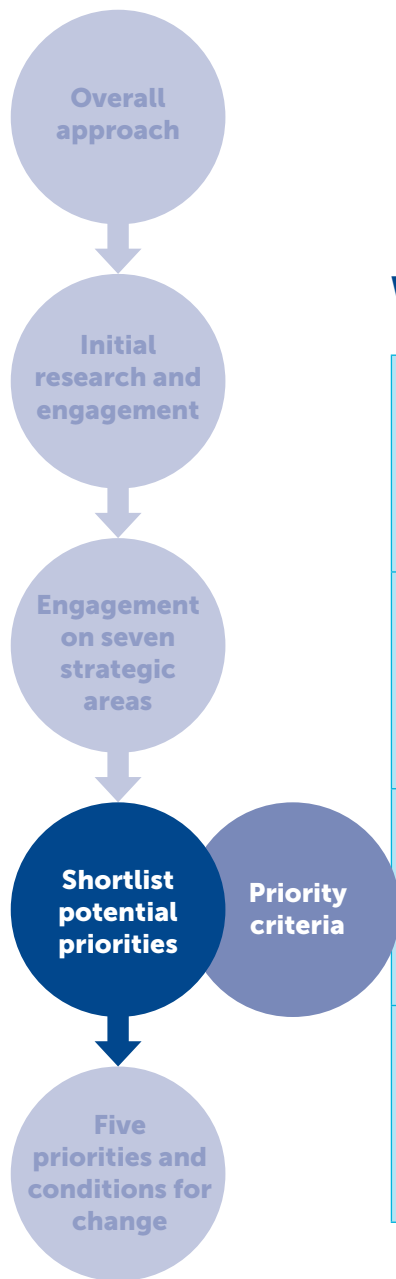 Overall
approach
Initial
research and
engagement
Engagement
on seven
strategic
areas
Shortlist
potential
priorities
Priority
criteria
Five
priorities and
conditions for
change